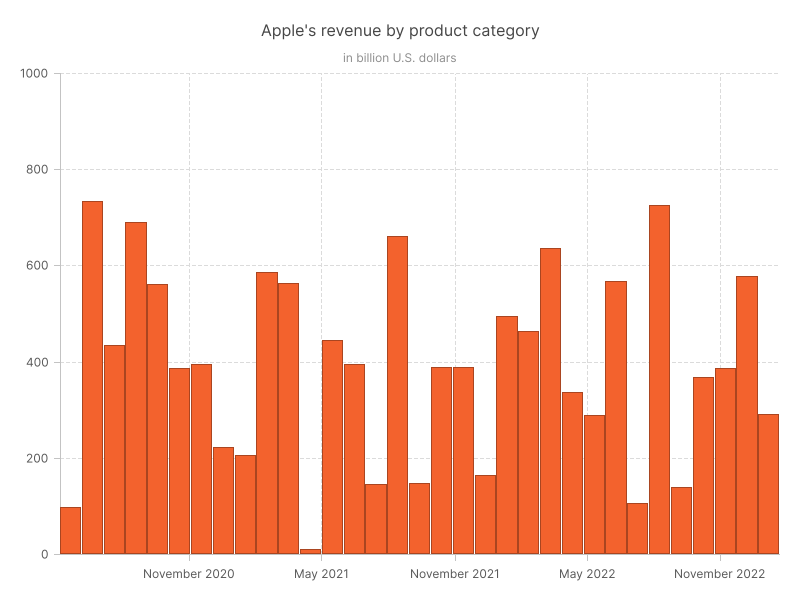 Apple's revenue by product category
in billion U.S. dollars
1000
800
600
400
200
0
November 2020 May 2021 November 2021 May 2022 November 2022